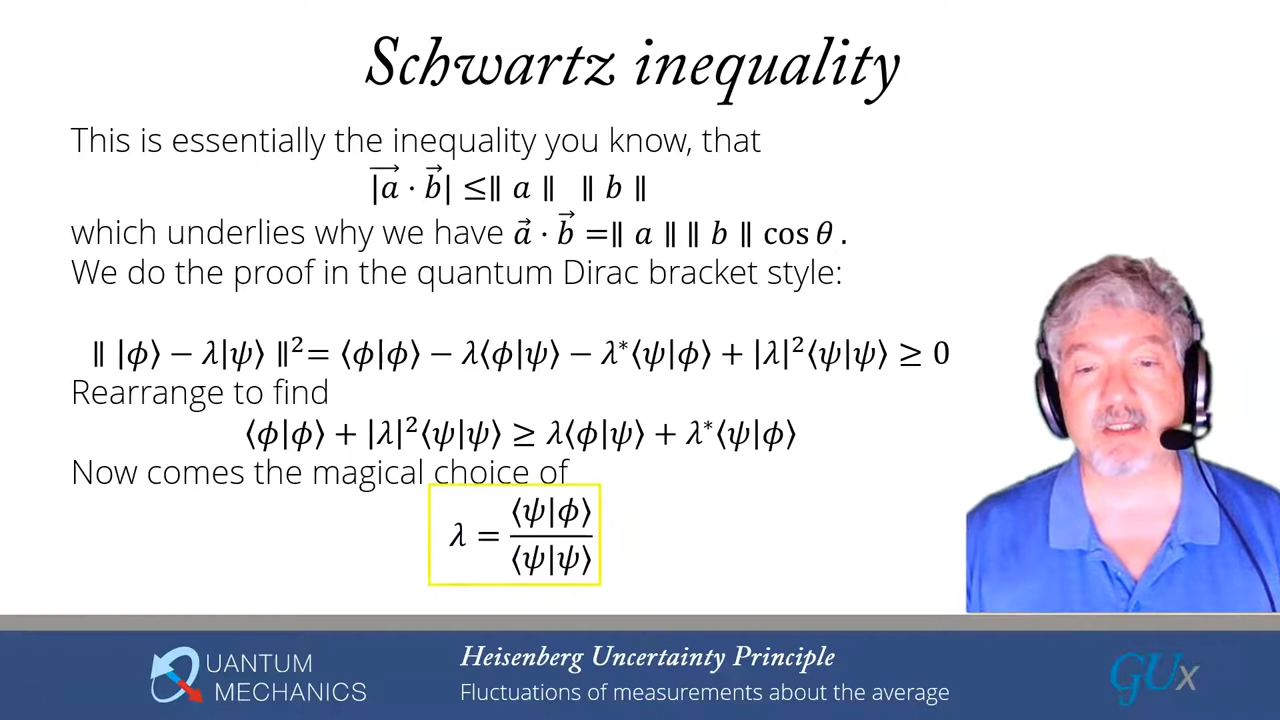 Schwartz inequality
This is essentially the inequality you know, that
|a⃗ · b⃗| ≤∥ a ∥ ∥ b ∥
which underlies why we have a⃗ · b⃗ =∥ a ∥∥ b ∥ cos θ .
We do the proof in the quantum Dirac bracket style:
∥ |ϕ⟩ − λ|ψ⟩ ∥²= ⟨ϕ|ϕ⟩ − λ⟨ϕ|ψ⟩ − λ*⟨ψ|ϕ⟩ + |λ|²⟨ψ|ψ⟩ ≥ 0
Rearrange to find
⟨ϕ|ϕ⟩ + |λ|²⟨ψ|ψ⟩ ≥ λ⟨ϕ|ψ⟩ + λ*⟨ψ|ϕ⟩
Now comes the magical choice of
λ = ⟨ψ|ϕ⟩/⟨ψ|ψ⟩
QUANTUM
MECHANICS
Heisenberg Uncertainty Principle
Fluctuations of measurements about the average
GUx